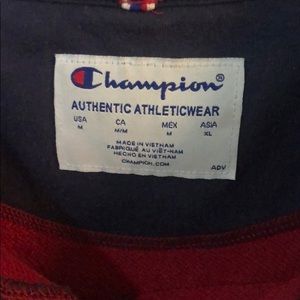 Champion®
AUTHENTIC ATHLETICWEAR
USA CA MEX ASIA
M M/M M XL
MADE IN VIETNAM
FABRIQUÉ AU VIÊT-NAM
HECHO EN VIETNAM
CHAMPION.COM
ADV